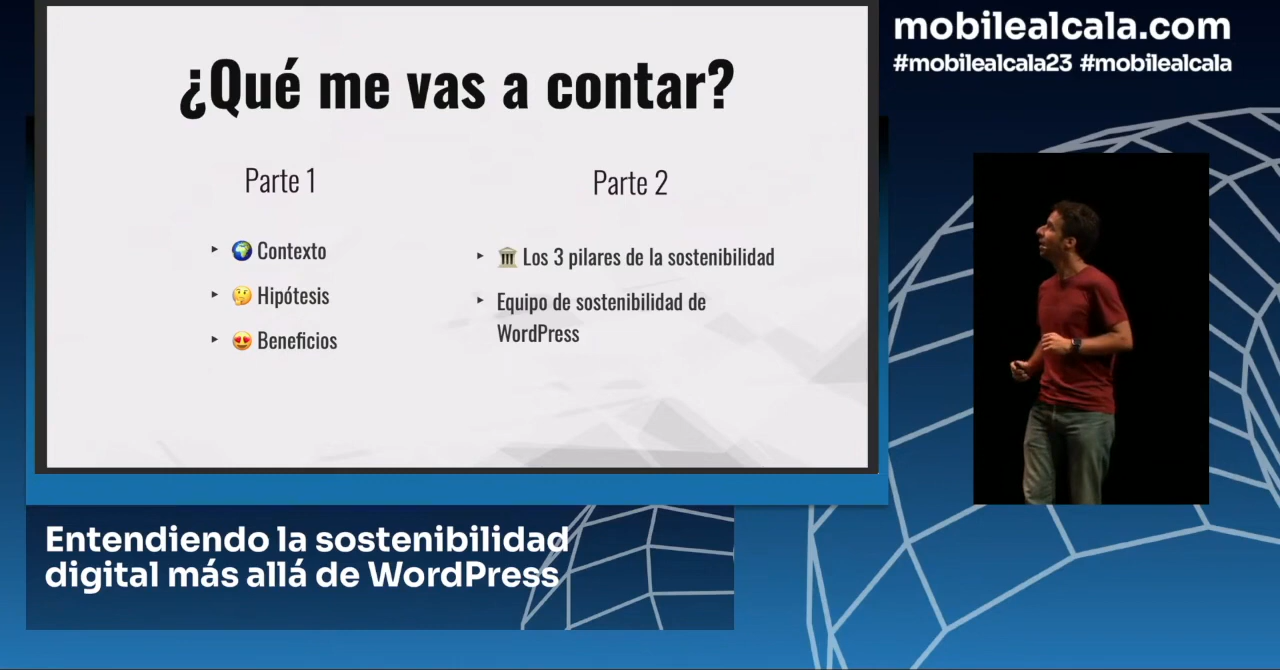 ¿Qué me vas a contar?
Parte 1
🌍 Contexto
🤔 Hipótesis
😍 Beneficios
Parte 2
🏛 Los 3 pilares de la sostenibilidad
Equipo de sostenibilidad de
WordPress
mobilealcala.com
#mobilealcala23 #mobilealcala
Entendiendo la sostenibilidad
digital más allá de WordPress